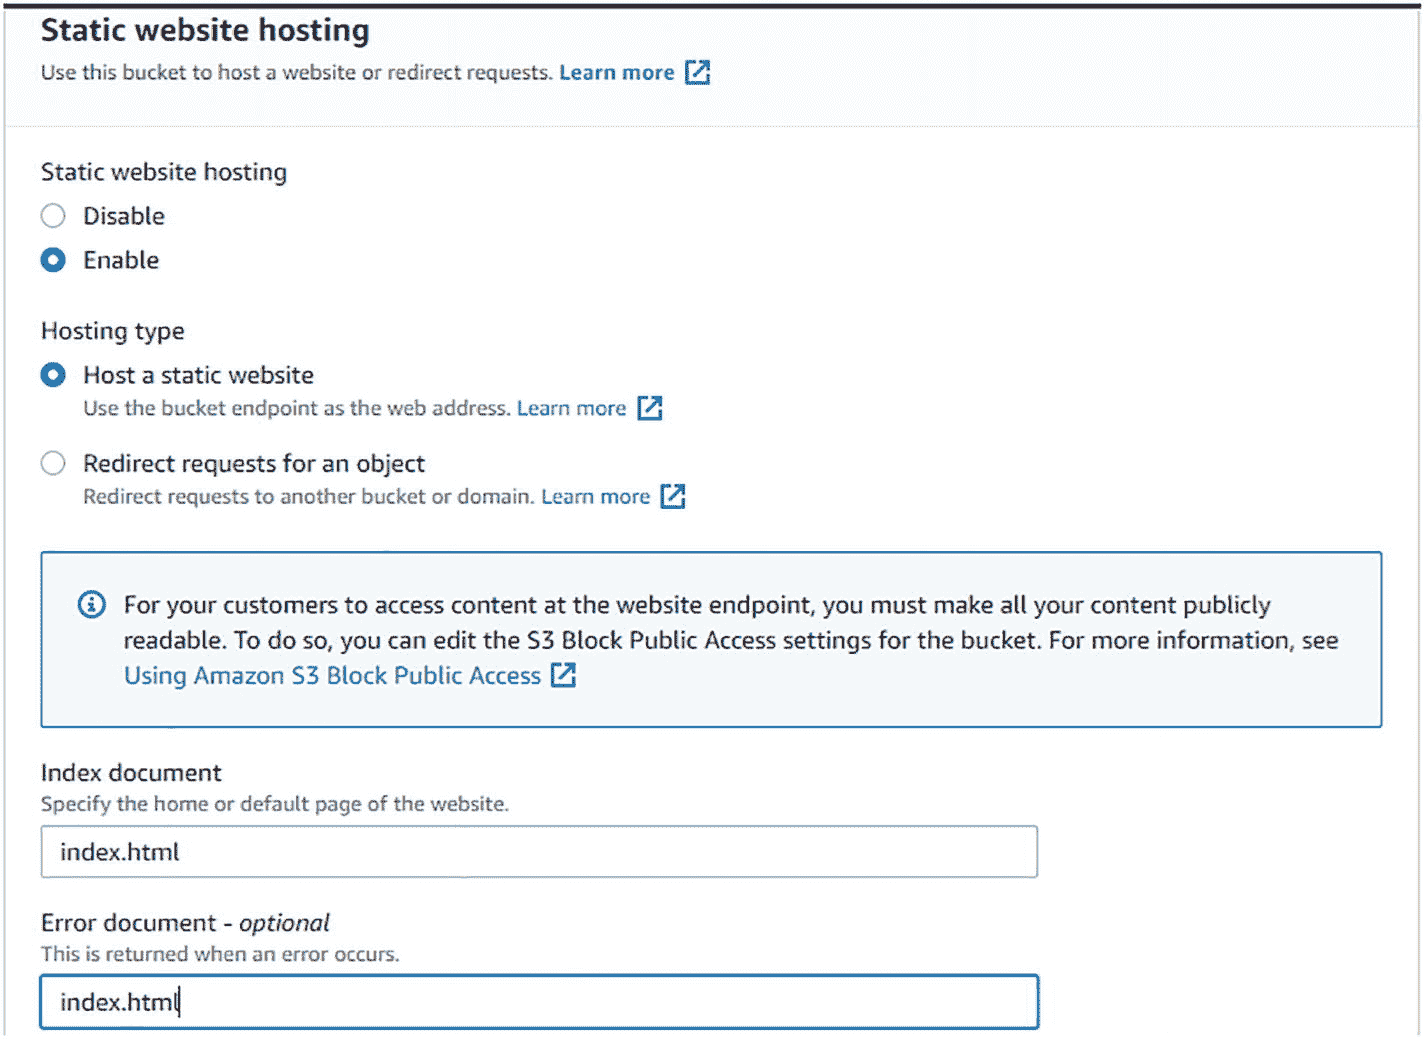 Static website hosting
Use this bucket to host a website or redirect requests. Learn more
Static website hosting
Disable
Enable
Hosting type
Host a static website
Use the bucket endpoint as the web address. Learn more
Redirect requests for an object
Redirect requests to another bucket or domain. Learn more
For your customers to access content at the website endpoint, you must make all your content publicly
readable. To do so, you can edit the S3 Block Public Access settings for the bucket. For more information, see
Using Amazon S3 Block Public Access
Index document
Specify the home or default page of the website.
index.html
Error document - optional
This is returned when an error occurs.
index.html